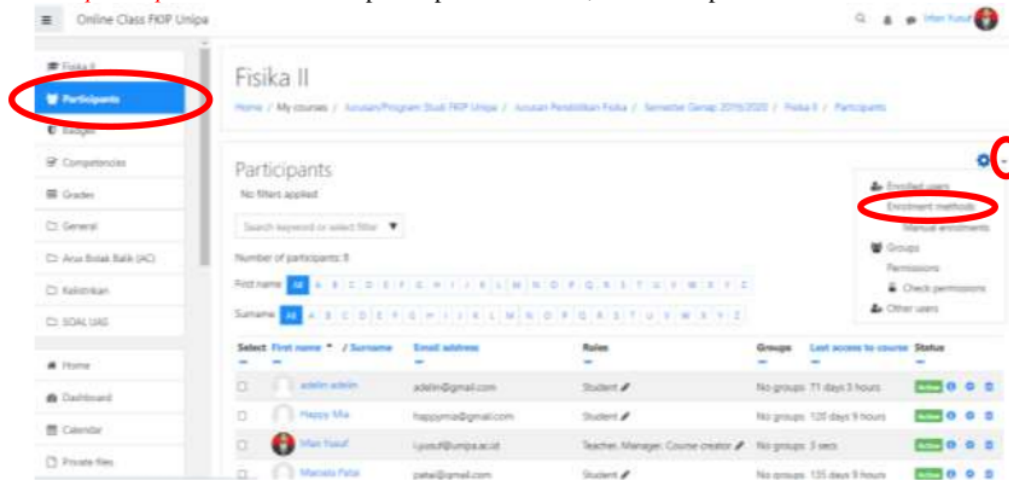 Online Class FKIP Unipa
Irfan Yusuf
Fisika II
Participants
Badges
Competencies
Grades
General
Arus Bolak Balik (AC)
Kelistrikan
SOAL UAS
Home
Dashboard
Calendar
Private files
Fisika II
Home / My courses / Jurusan/Program Studi FKIP Unipa / Jurusan Pendidikan Fisika / Semester Genap 2019/2020 / Fisika II / Participants
Participants
No filters applied
Search keyword or select filter ▼
Number of participants: 8
First name All A B C D E F G H I J K L M N O P Q R S T U V W X Y Z
Surname All A B C D E F G H I J K L M N O P Q R S T U V W X Y Z
Enrolled users
Enrolment methods
Manual enrolments
Groups
Permissions
Check permissions
Other users
Select First name / Surname Email address Roles Groups Last access to course Status
adelin adelin adelin@gmail.com Student No groups 71 days 3 hours Active
Happy Mia happymia@gmail.com Student No groups 120 days 9 hours Active
Irfan Yusuf i.yusuf@unipa.ac.id Teacher, Manager, Course creator No groups 3 secs Active
Patai patai@gmail.com Student No groups 135 days 9 hours Active